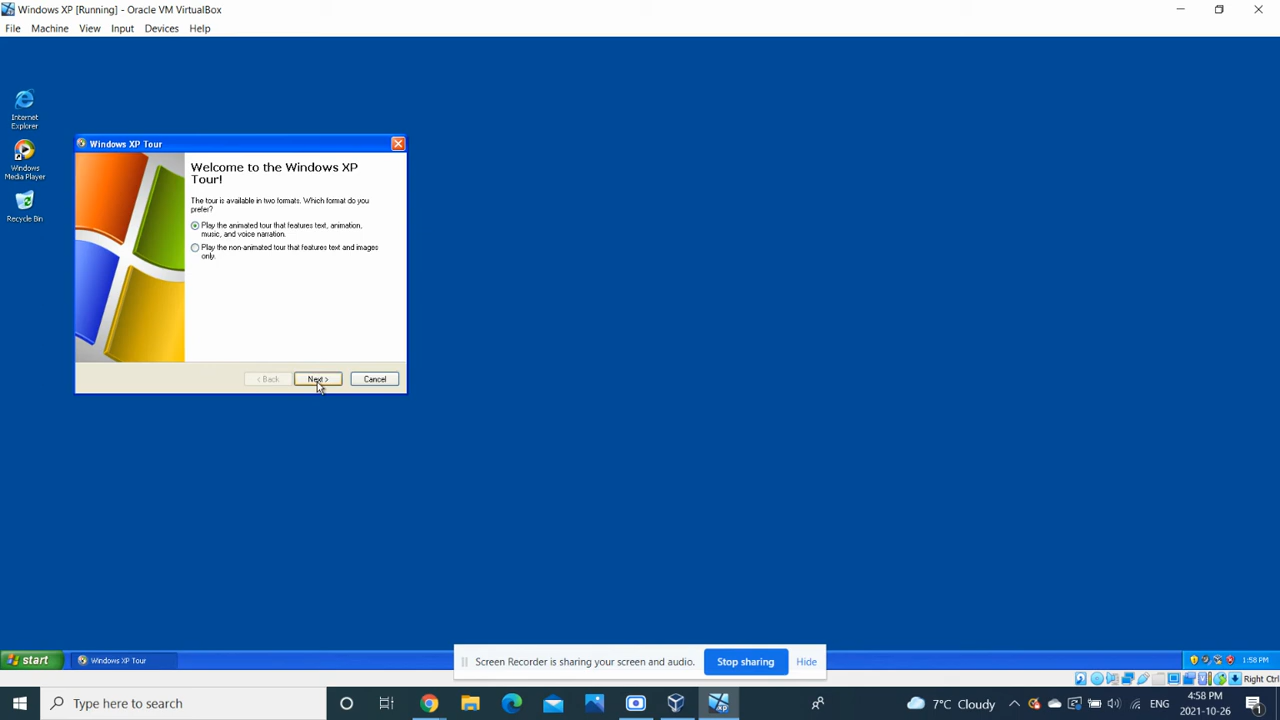 Windows XP [Running] - Oracle VM VirtualBox
File Machine View Input Devices Help
Internet
Explorer
Windows
Media Player
Recycle Bin
Windows XP Tour
Welcome to the Windows XP
Tour!
The tour is available in two formats. Which format do you
prefer?
Play the animated tour that features text, animation,
music, and voice narration.
Play the non-animated tour that features text and images
only.
< Back Next > Cancel
start Windows XP Tour
Screen Recorder is sharing your screen and audio. Stop sharing Hide
1:58 PM
Right Ctrl
Type here to search
7°C Cloudy
ENG
4:58 PM
2021-10-26
1